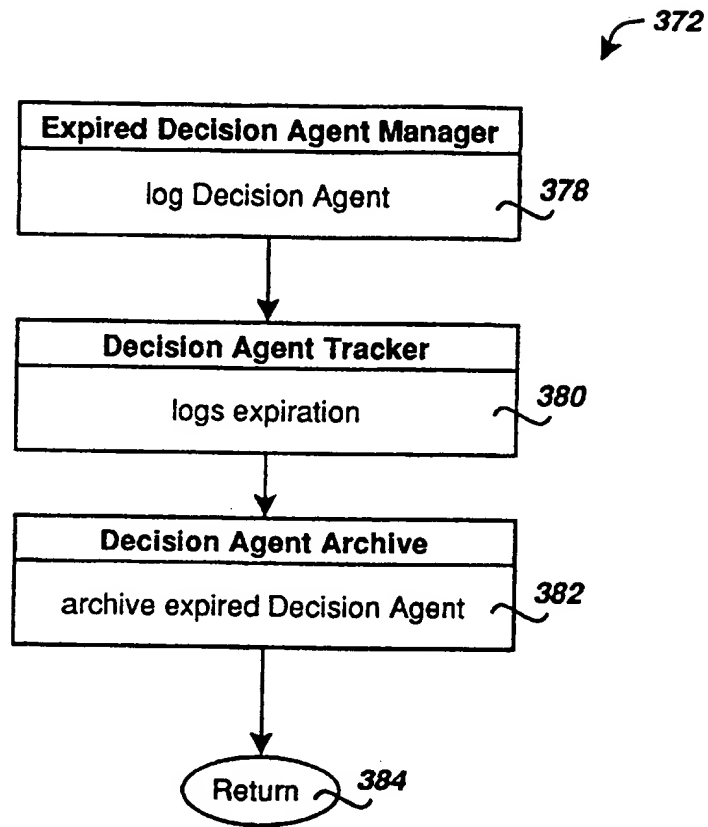 372
Expired Decision Agent Manager
log Decision Agent
378
Decision Agent Tracker
logs expiration
380
Decision Agent Archive
archive expired Decision Agent
382
Return
384